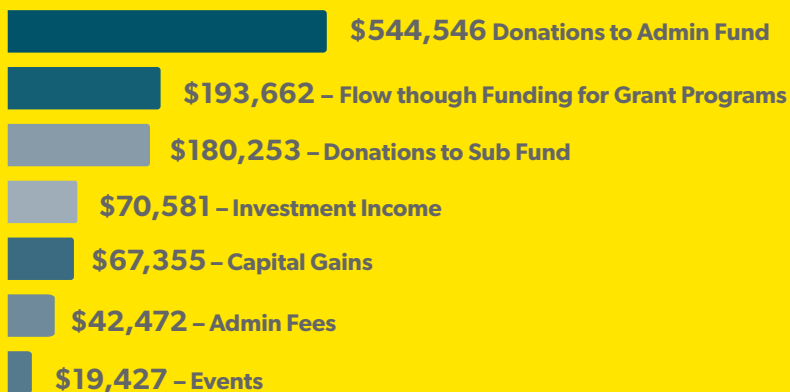 $544,546 Donations to Admin Fund
$193,662 – Flow though Funding for Grant Programs
$180,253 – Donations to Sub Fund
$70,581 – Investment Income
$67,355 – Capital Gains
$42,472 – Admin Fees
$19,427 – Events